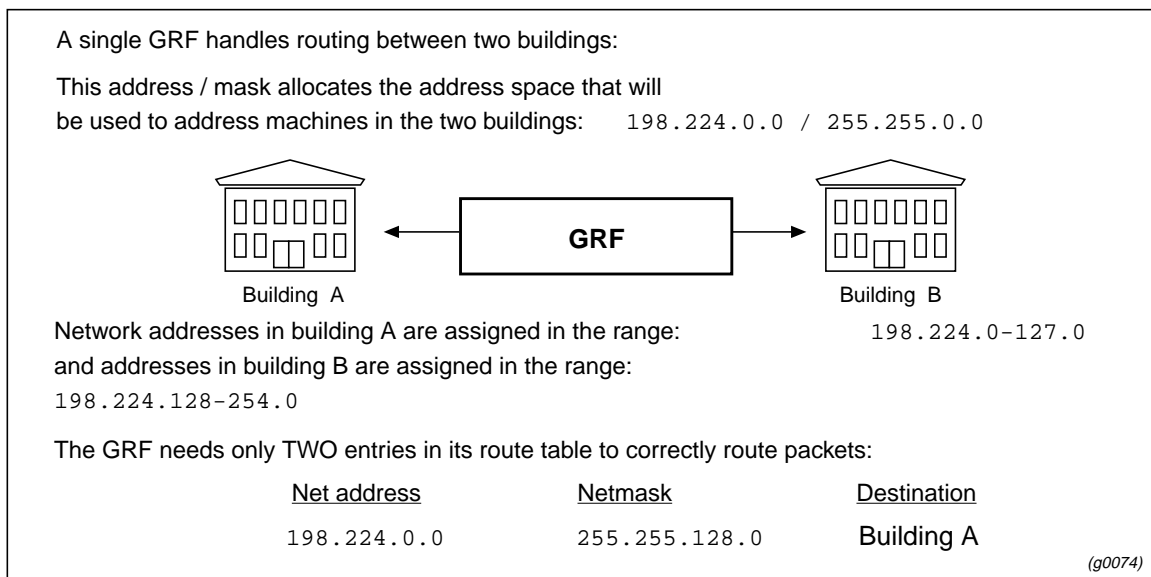 A single GRF handles routing between two buildings:
This address / mask allocates the address space that will
be used to address machines in the two buildings: 198.224.0.0 / 255.255.0.0
GRF
Building A Building B
Network addresses in building A are assigned in the range: 198.224.0-127.0
and addresses in building B are assigned in the range:
198.224.128-254.0
The GRF needs only TWO entries in its route table to correctly route packets:
Net address Netmask Destination
198.224.0.0 255.255.128.0 Building A
(g0074)